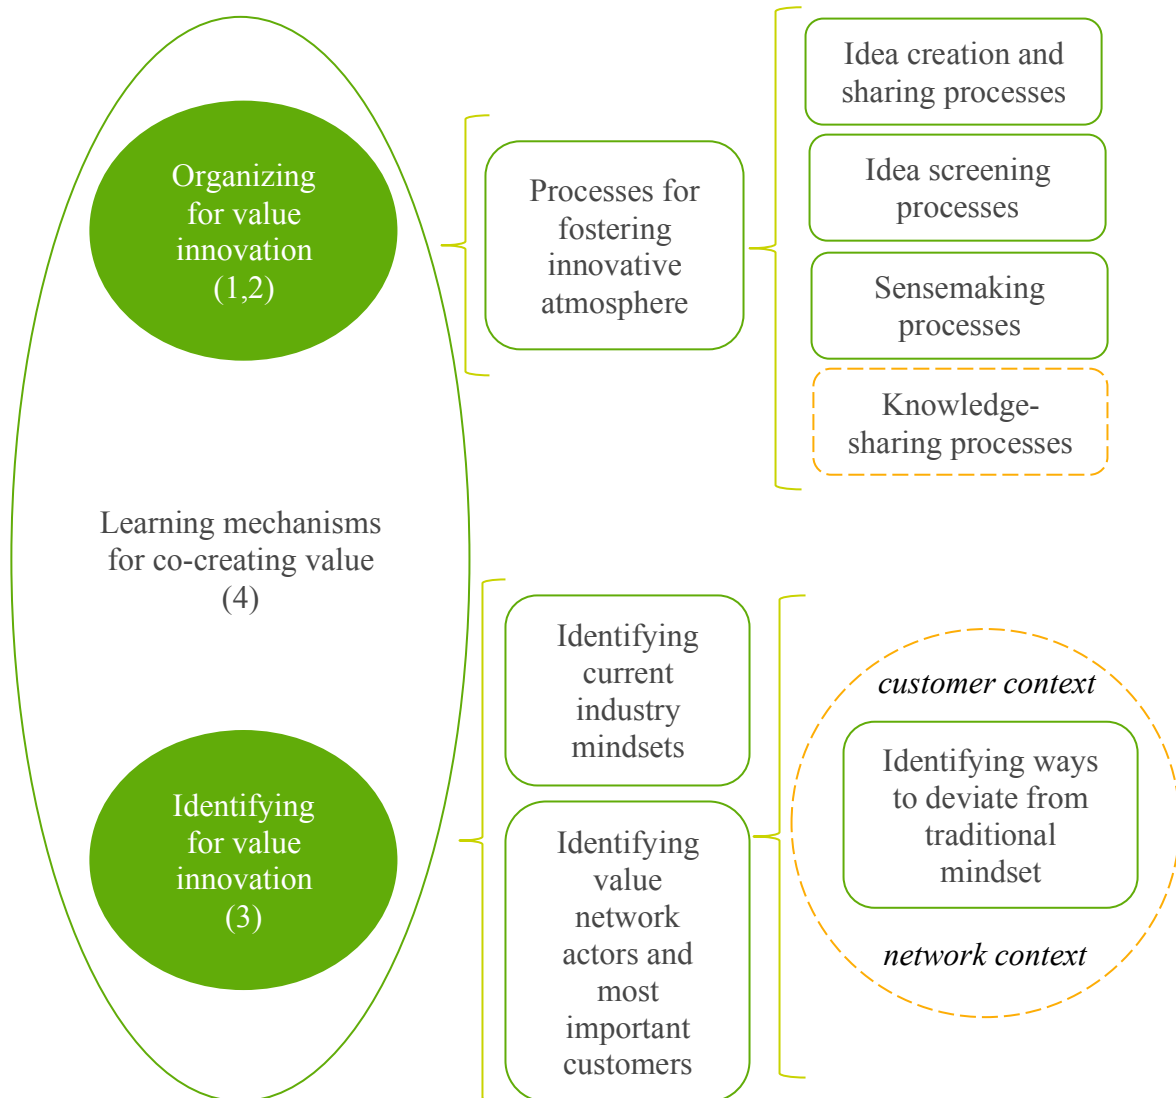 Organizing
for value
innovation
(1,2)
Processes for
fostering
innovative
atmosphere
Idea creation and
sharing processes
Idea screening
processes
Sensemaking
processes
Knowledge-
sharing processes
Learning mechanisms
for co-creating value
(4)
Identifying
for value
innovation
(3)
Identifying
current
industry
mindsets
Identifying
value
network
actors and
most
important
customers
customer context
Identifying ways
to deviate from
traditional
mindset
network context